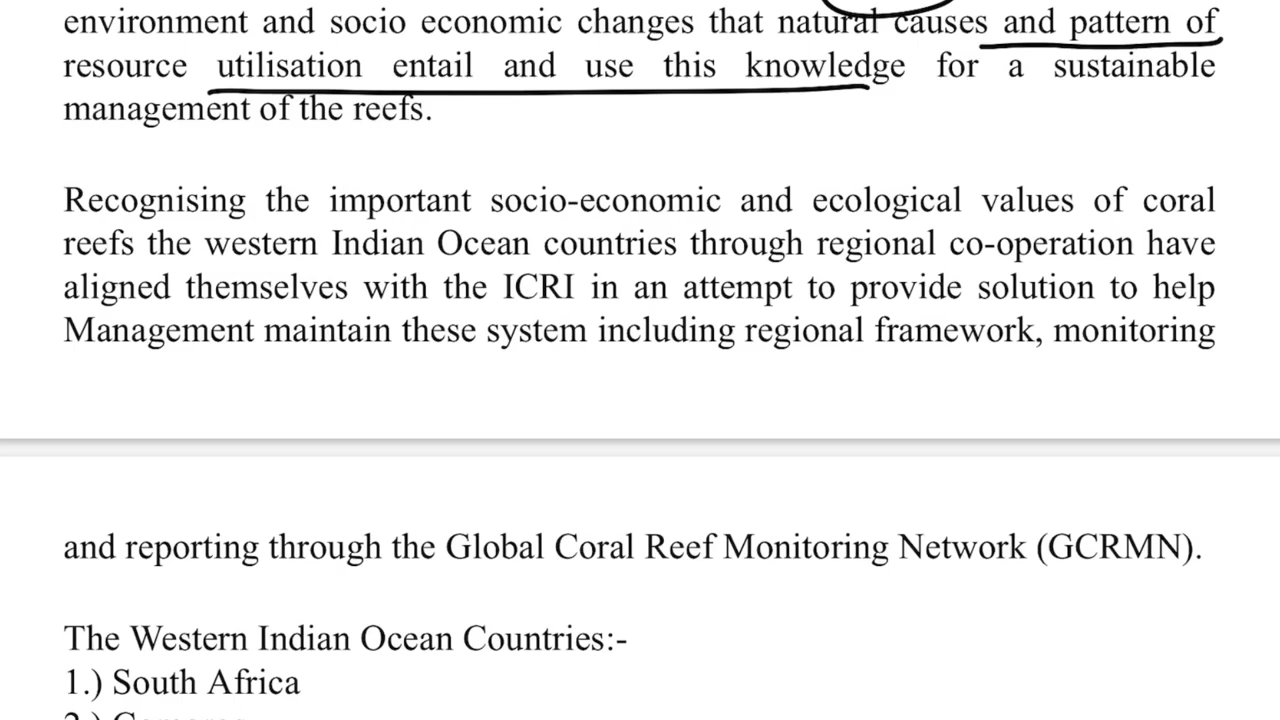 environment and socio economic changes that natural causes and pattern of
resource utilisation entail and use this knowledge for a sustainable
management of the reefs.
Recognising the important socio-economic and ecological values of coral
reefs the western Indian Ocean countries through regional co-operation have
aligned themselves with the ICRI in an attempt to provide solution to help
Management maintain these system including regional framework, monitoring
and reporting through the Global Coral Reef Monitoring Network (GCRMN).
The Western Indian Ocean Countries:-
1.) South Africa